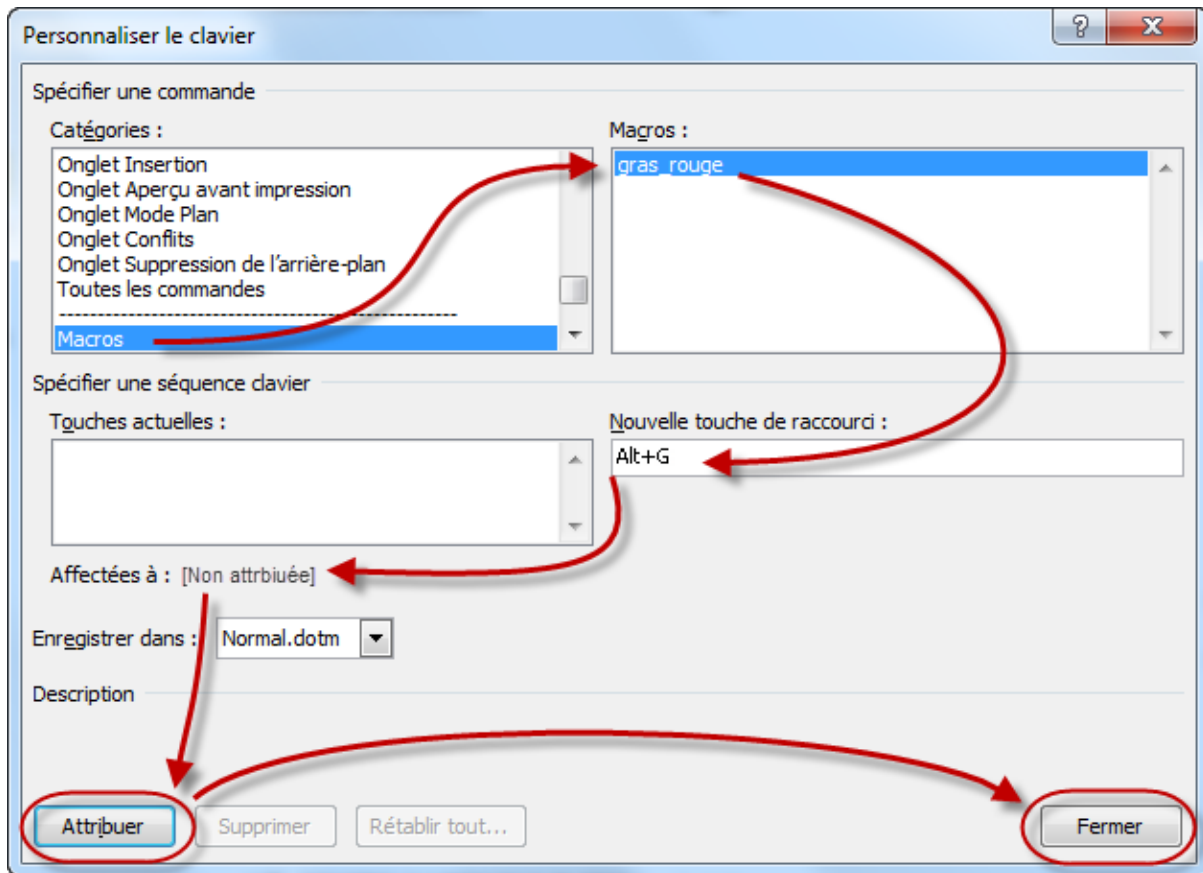 Personnaliser le clavier
?
X
Spécifier une commande
Catégories :
Macros :
Onglet Insertion
Onglet Aperçu avant impression
Onglet Mode Plan
Onglet Conflits
Onglet Suppression de l'arrière-plan
Toutes les commandes
----------------------------------------------------
Macros
gras_rouge
Spécifier une séquence clavier
Touches actuelles :
Nouvelle touche de raccourci :
Alt+G
Affectées à : [Non attrbiuée]
Enregistrer dans : Normal.dotm
Description
Attribuer
Supprimer
Rétablir tout...
Fermer